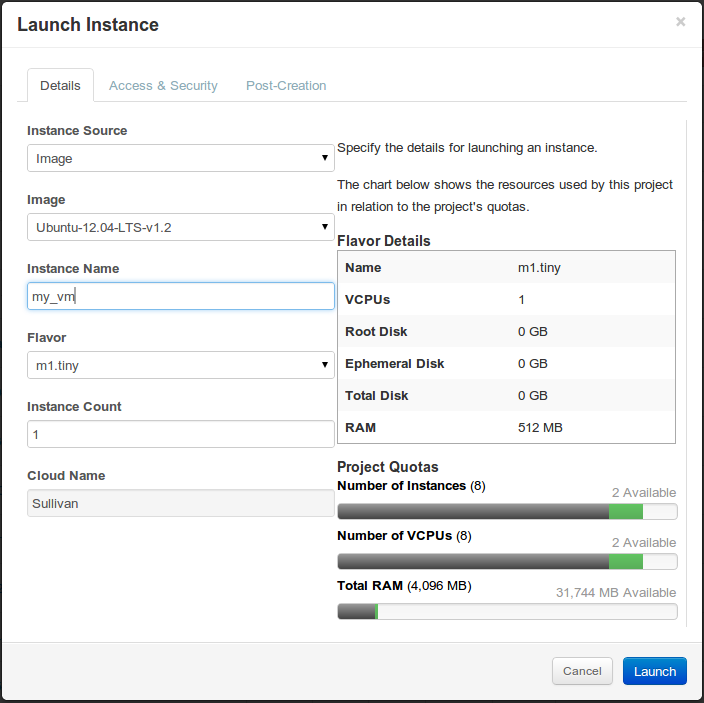 Launch Instance ×
Details Access & Security Post-Creation
Instance Source
Image
Image
Ubuntu-12.04-LTS-v1.2
Instance Name
my_vm
Flavor
m1.tiny
Instance Count
1
Cloud Name
Sullivan
Specify the details for launching an instance.
The chart below shows the resources used by this project
in relation to the project's quotas.
Flavor Details
Name m1.tiny
VCPUs 1
Root Disk 0 GB
Ephemeral Disk 0 GB
Total Disk 0 GB
RAM 512 MB
Project Quotas
Number of Instances (8) 2 Available
Number of VCPUs (8) 2 Available
Total RAM (4,096 MB) 31,744 MB Available
Cancel Launch